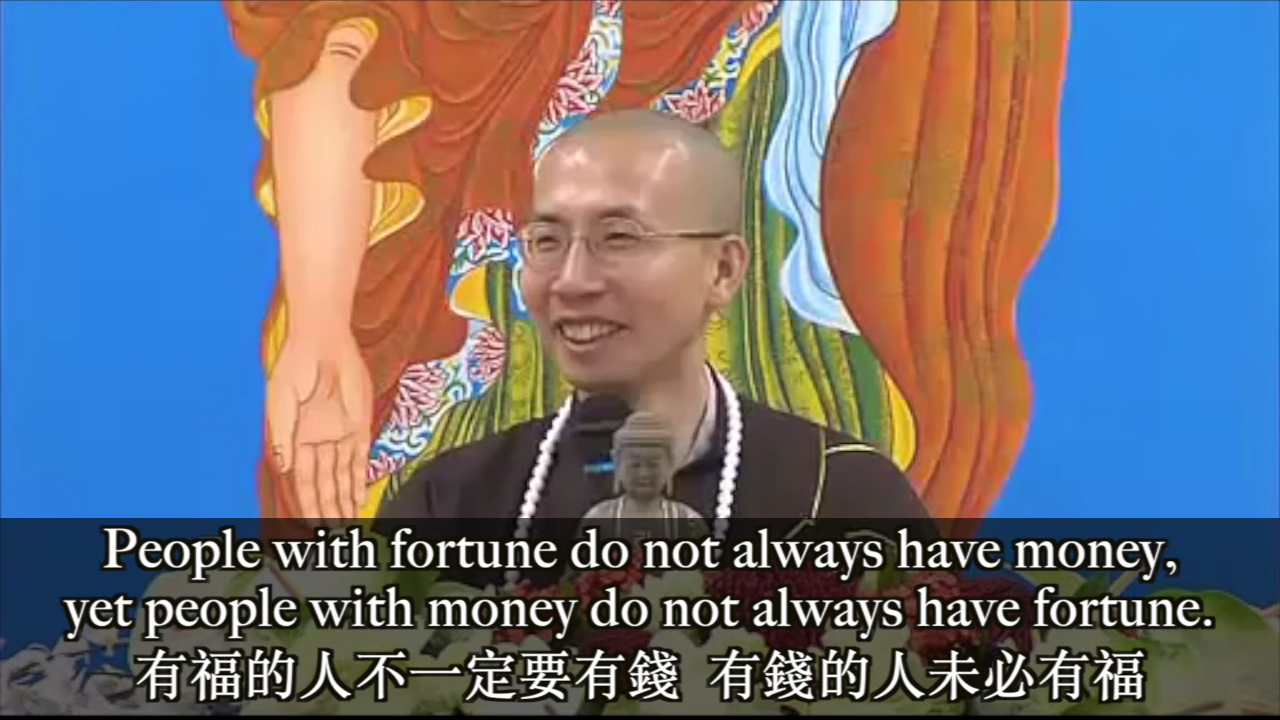 People with fortune do not always have money,
yet people with money do not always have fortune.
有福的人不一定要有錢 有錢的人未必有福